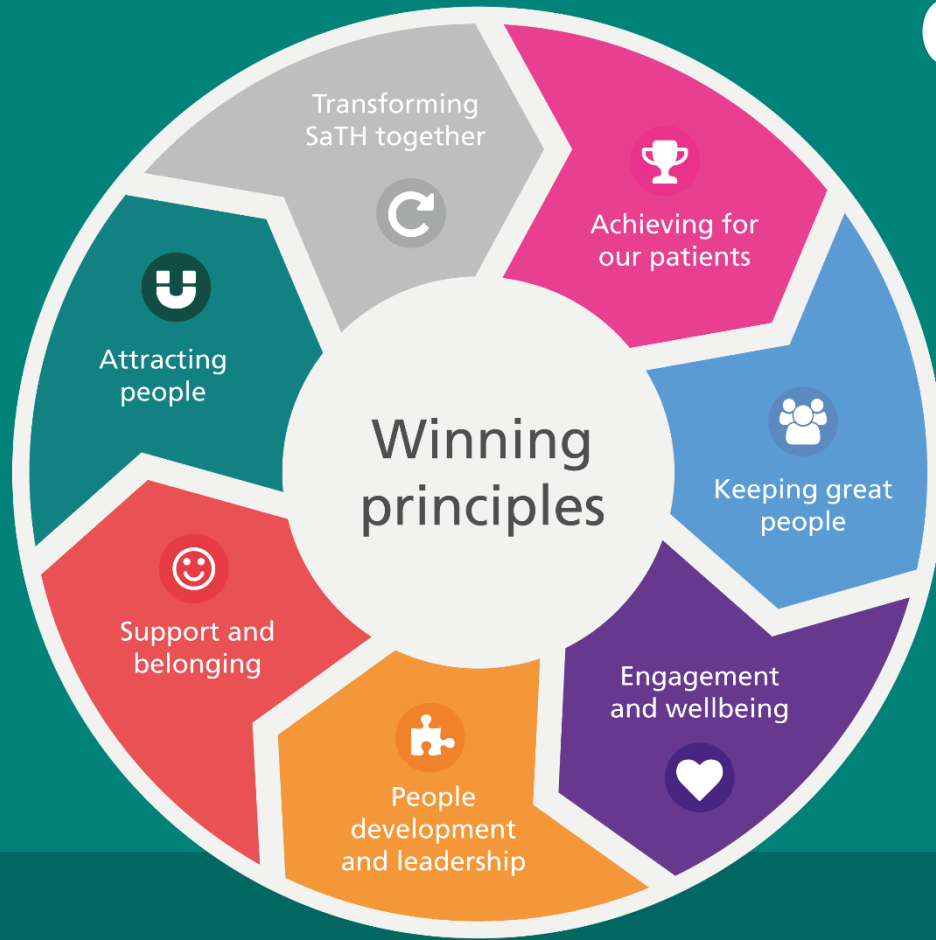 Transforming
SaTH together
Achieving for
our patients
Attracting
people
Winning
principles
Keeping great
people
Support and
belonging
Engagement
and wellbeing
People
development
and leadership